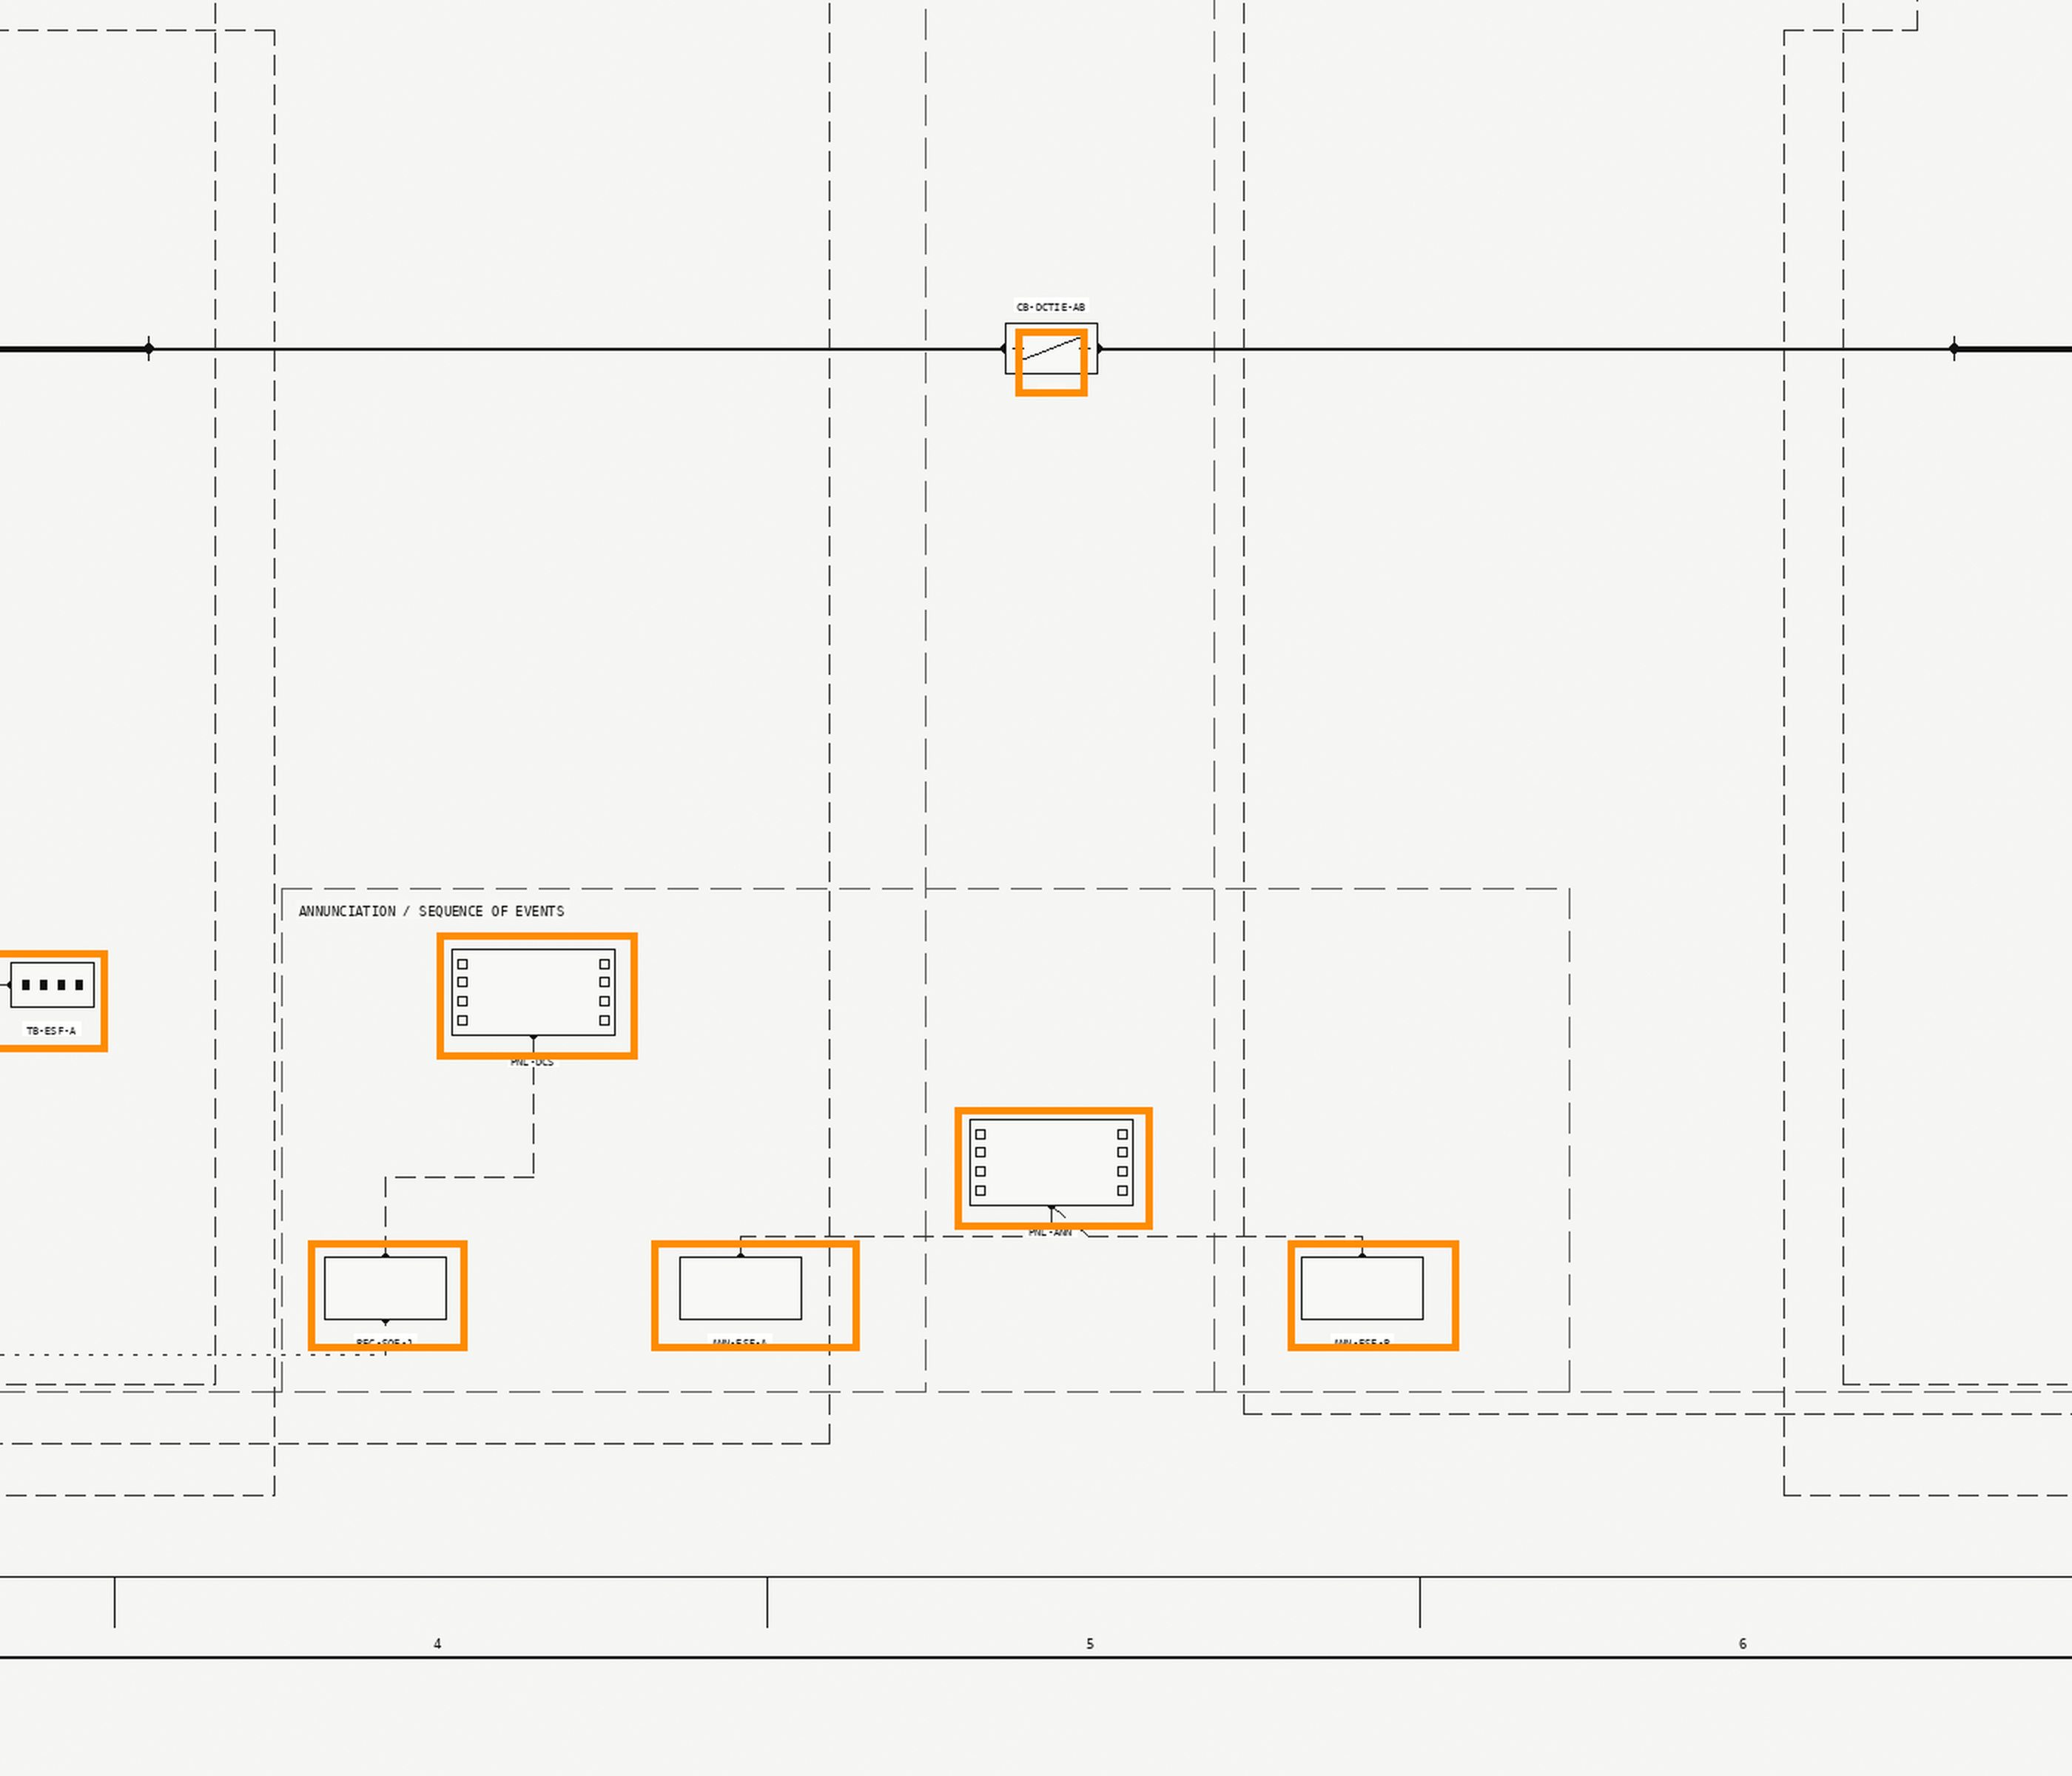 CB-DCTIE-AB
ANNUNCIATION / SEQUENCE OF EVENTS
TB-ESF-A
PNL-DCS
PNL-ANN
4
5
6